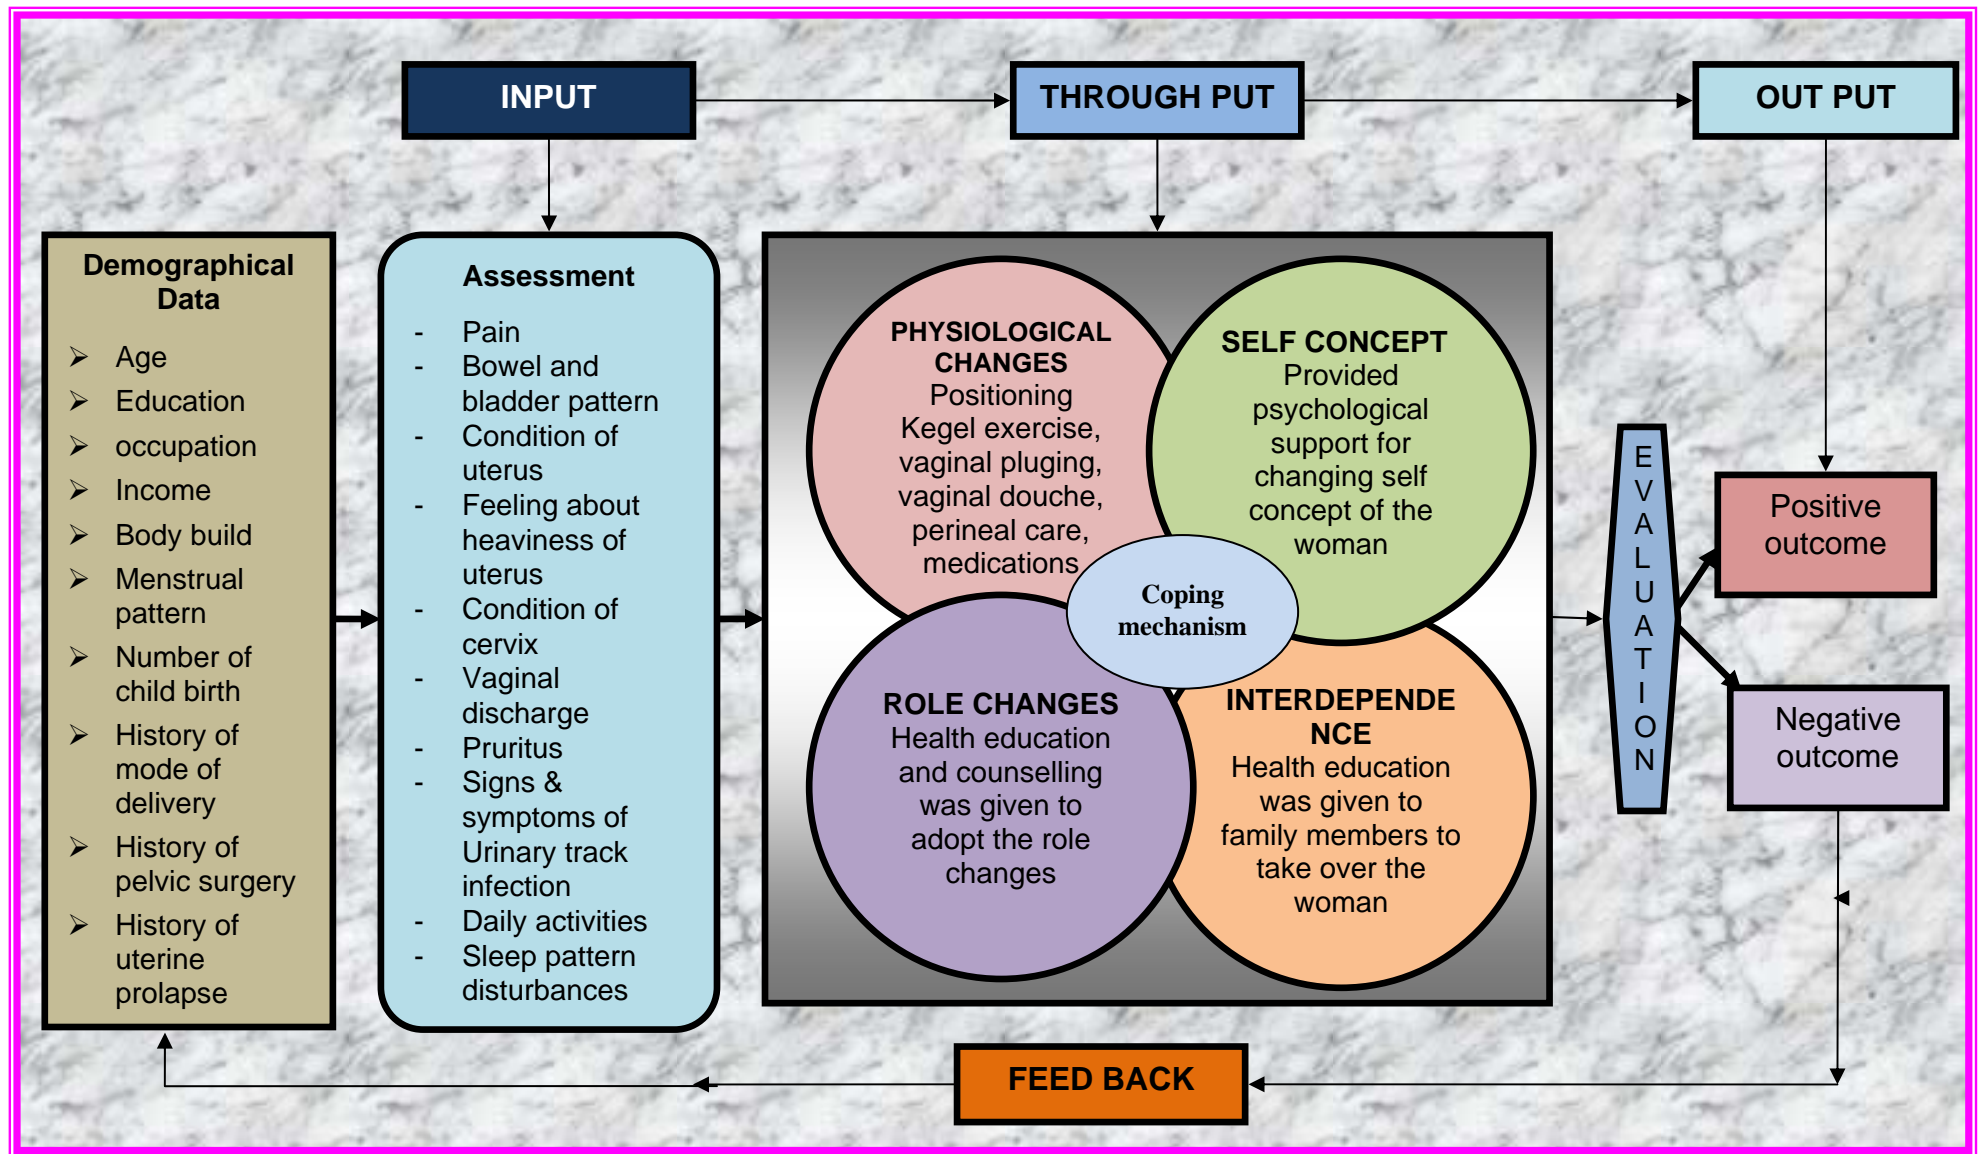 INPUT
THROUGH PUT
OUT PUT
Demographical
Data
Age
Education
occupation
Income
Body build
Menstrual
pattern
Number of
child birth
History of
mode of
delivery
History of
pelvic surgery
History of
uterine
prolapse
Assessment
- Pain
- Bowel and
bladder pattern
- Condition of
uterus
- Feeling about
heaviness of
uterus
- Condition of
cervix
- Vaginal
discharge
- Pruritus
- Signs &
symptoms of
Urinary track
infection
- Daily activities
- Sleep pattern
disturbances
PHYSIOLOGICAL
CHANGES
Positioning
Kegel exercise,
vaginal pluging,
vaginal douche,
perineal care,
medications
SELF CONCEPT
Provided
psychological
support for
changing self
concept of the
woman
Coping
mechanism
ROLE CHANGES
Health education
and counselling
was given to
adopt the role
changes
INTERDEPENDE
NCE
Health education
was given to
family members to
take over the
woman
E
V
A
L
U
A
T
I
O
N
Positive
outcome
Negative
outcome
FEED BACK